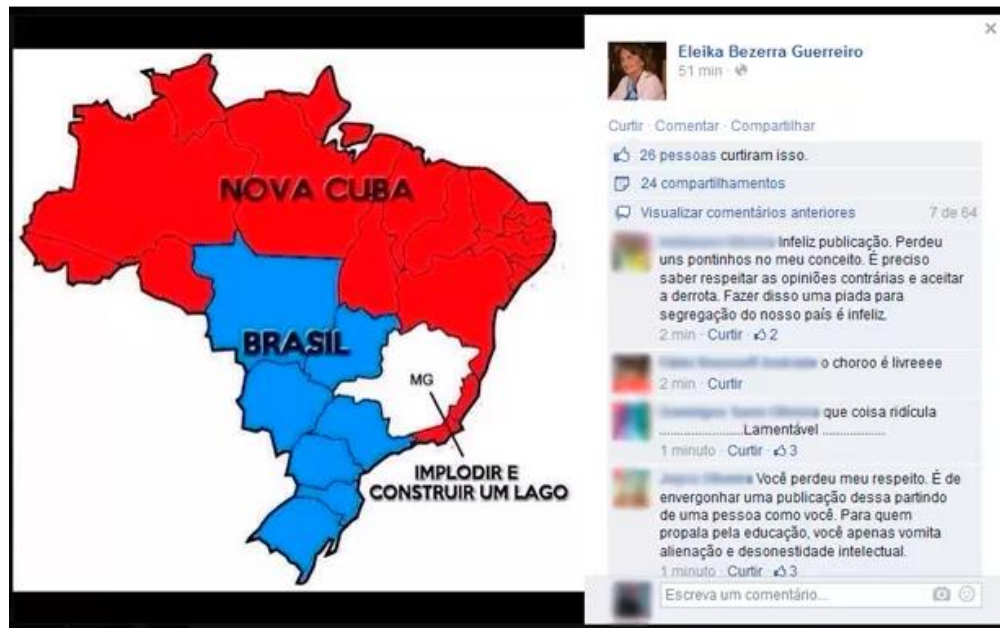 NOVA CUBA
BRASIL
MG
IMPLODIR E
CONSTRUIR UM LAGO
Eleika Bezerra Guerreiro
51 min ·
Curtir · Comentar · Compartilhar
26 pessoas curtiram isso.
24 compartilhamentos
Visualizar comentários anteriores 7 de 64
Infeliz publicação. Perdeu
uns pontinhos no meu conceito. É preciso
saber respeitar as opiniões contrárias e aceitar
a derrota. Fazer disso uma piada para
segregação do nosso país é infeliz.
2 min · Curtir · 2
o choroo é livreeee
2 min · Curtir
que coisa ridícula
........................Lamentável ..................
1 minuto · Curtir · 3
Você perdeu meu respeito. É de
envergonhar uma publicação dessa partindo
de uma pessoa como você. Para quem
propala pela educação, você apenas vomita
alienação e desonestidade intelectual.
1 minuto · Curtir · 3
Escreva um comentário...